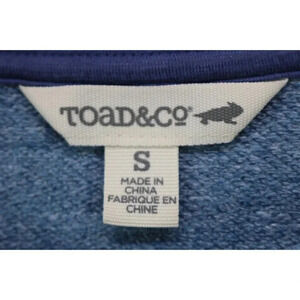 TOAD&CO®
S
MADE IN
CHINA
FABRIQUE EN
CHINE